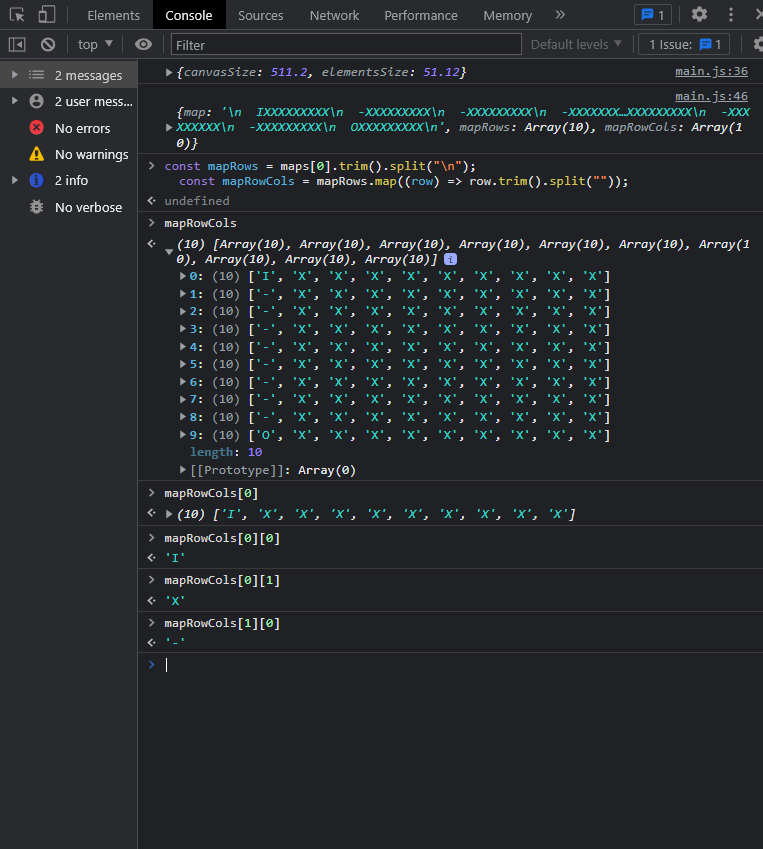 Elements Console Sources Network Performance Memory 1
top Filter Default levels 1 Issue: 1
2 messages
2 user mess...
No errors
No warnings
2 info
No verbose
{canvasSize: 511.2, elementsSize: 51.12} main.js:36
main.js:46
{map: '\n IXXXXXXXXX\n -XXXXXXXXX\n -XXXXXXXXX\n -XXXXXXX…XXXXXXXXX\n -XXX
XXXXXX\n -XXXXXXXXX\n OXXXXXXXXX\n', mapRows: Array(10), mapRowCols: Array(1
0)}
const mapRows = maps[0].trim().split("\n");
const mapRowCols = mapRows.map((row) => row.trim().split(""));
undefined
mapRowCols
(10) [Array(10), Array(10), Array(10), Array(10), Array(10), Array(10), Array(1
0), Array(10), Array(10), Array(10)] i
0: (10) ['I', 'X', 'X', 'X', 'X', 'X', 'X', 'X', 'X', 'X']
1: (10) ['-', 'X', 'X', 'X', 'X', 'X', 'X', 'X', 'X', 'X']
2: (10) ['-', 'X', 'X', 'X', 'X', 'X', 'X', 'X', 'X', 'X']
3: (10) ['-', 'X', 'X', 'X', 'X', 'X', 'X', 'X', 'X', 'X']
4: (10) ['-', 'X', 'X', 'X', 'X', 'X', 'X', 'X', 'X', 'X']
5: (10) ['-', 'X', 'X', 'X', 'X', 'X', 'X', 'X', 'X', 'X']
6: (10) ['-', 'X', 'X', 'X', 'X', 'X', 'X', 'X', 'X', 'X']
7: (10) ['-', 'X', 'X', 'X', 'X', 'X', 'X', 'X', 'X', 'X']
8: (10) ['-', 'X', 'X', 'X', 'X', 'X', 'X', 'X', 'X', 'X']
9: (10) ['O', 'X', 'X', 'X', 'X', 'X', 'X', 'X', 'X', 'X']
length: 10
[[Prototype]]: Array(0)
mapRowCols[0]
(10) ['I', 'X', 'X', 'X', 'X', 'X', 'X', 'X', 'X', 'X']
mapRowCols[0][0]
'I'
mapRowCols[0][1]
'X'
mapRowCols[1][0]
'-'